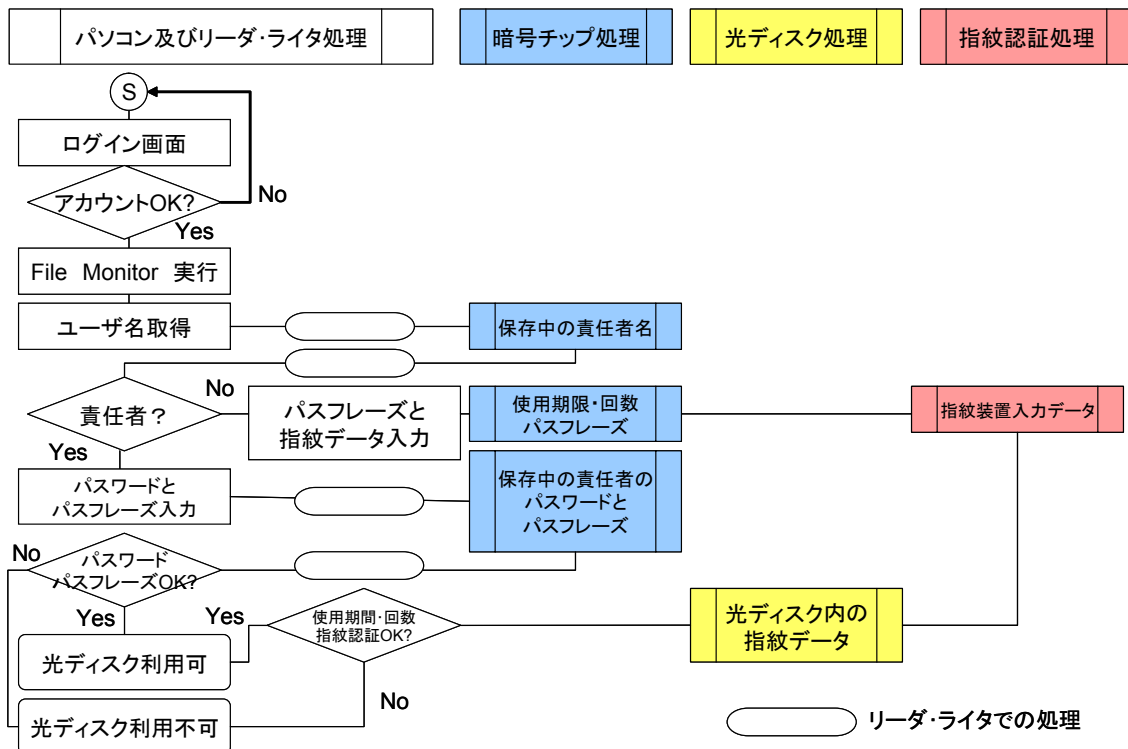 パソコン及びリーダ・ライタ処理
暗号チップ処理
光ディスク処理
指紋認証処理
S
ログイン画面
アカウントOK?
No
Yes
File Monitor 実行
ユーザ名取得
保存中の責任者名
責任者？
No
パスフレーズと
指紋データ入力
使用期限・回数
パスフレーズ
指紋装置入力データ
Yes
パスワードと
パスフレーズ入力
保存中の責任者の
パスワードと
パスフレーズ
No
パスワード
パスフレーズOK?
Yes
Yes
使用期間・回数
指紋認証OK?
光ディスク内の
指紋データ
光ディスク利用可
No
光ディスク利用不可
リーダ・ライタでの処理